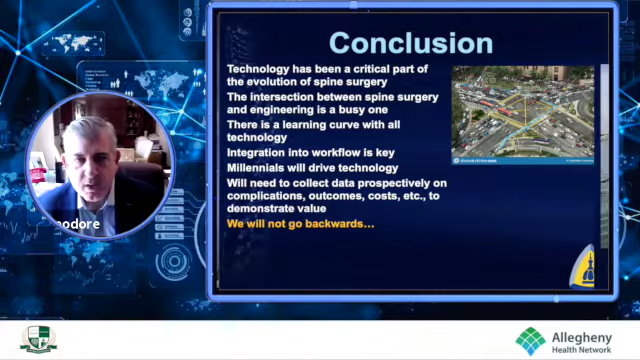 Conclusion
Technology has been a critical part of
the evolution of spine surgery
The intersection between spine surgery
and engineering is a busy one
There is a learning curve with all
technology
Integration into workflow is key
Millennials will drive technology
Will need to collect data prospectively on
complications, outcomes, costs, etc., to
demonstrate value
We will not go backwards…
odore
Allegheny
Health Network